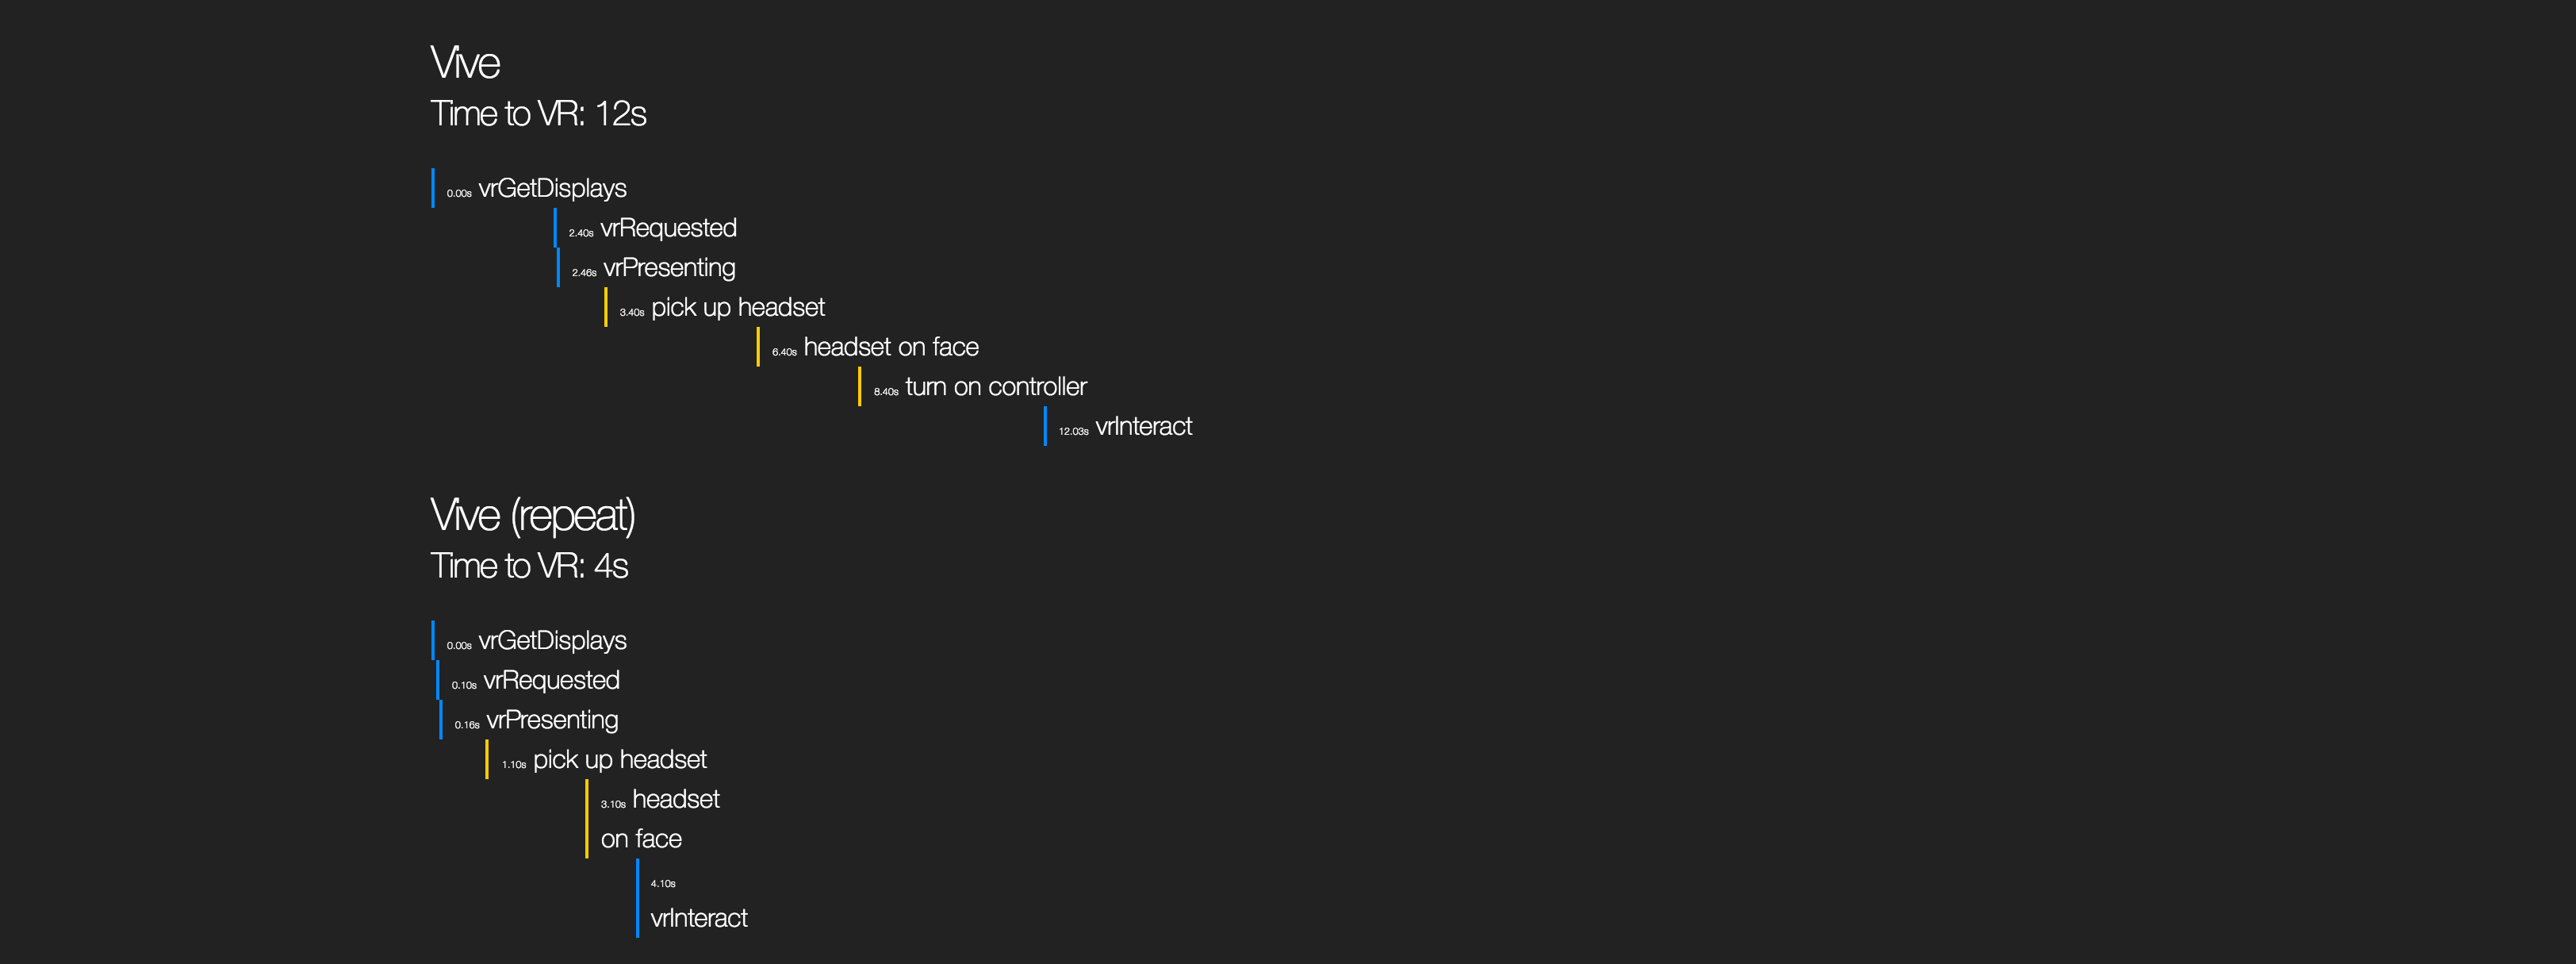 Vive
Time to VR: 12s
0.00s vrGetDisplays
2.40s vrRequested
2.46s vrPresenting
3.40s pick up headset
6.40s headset on face
8.40s turn on controller
12.03s vrInteract
Vive (repeat)
Time to VR: 4s
0.00s vrGetDisplays
0.10s vrRequested
0.16s vrPresenting
1.10s pick up headset
3.10s headset
on face
4.10s
vrInteract